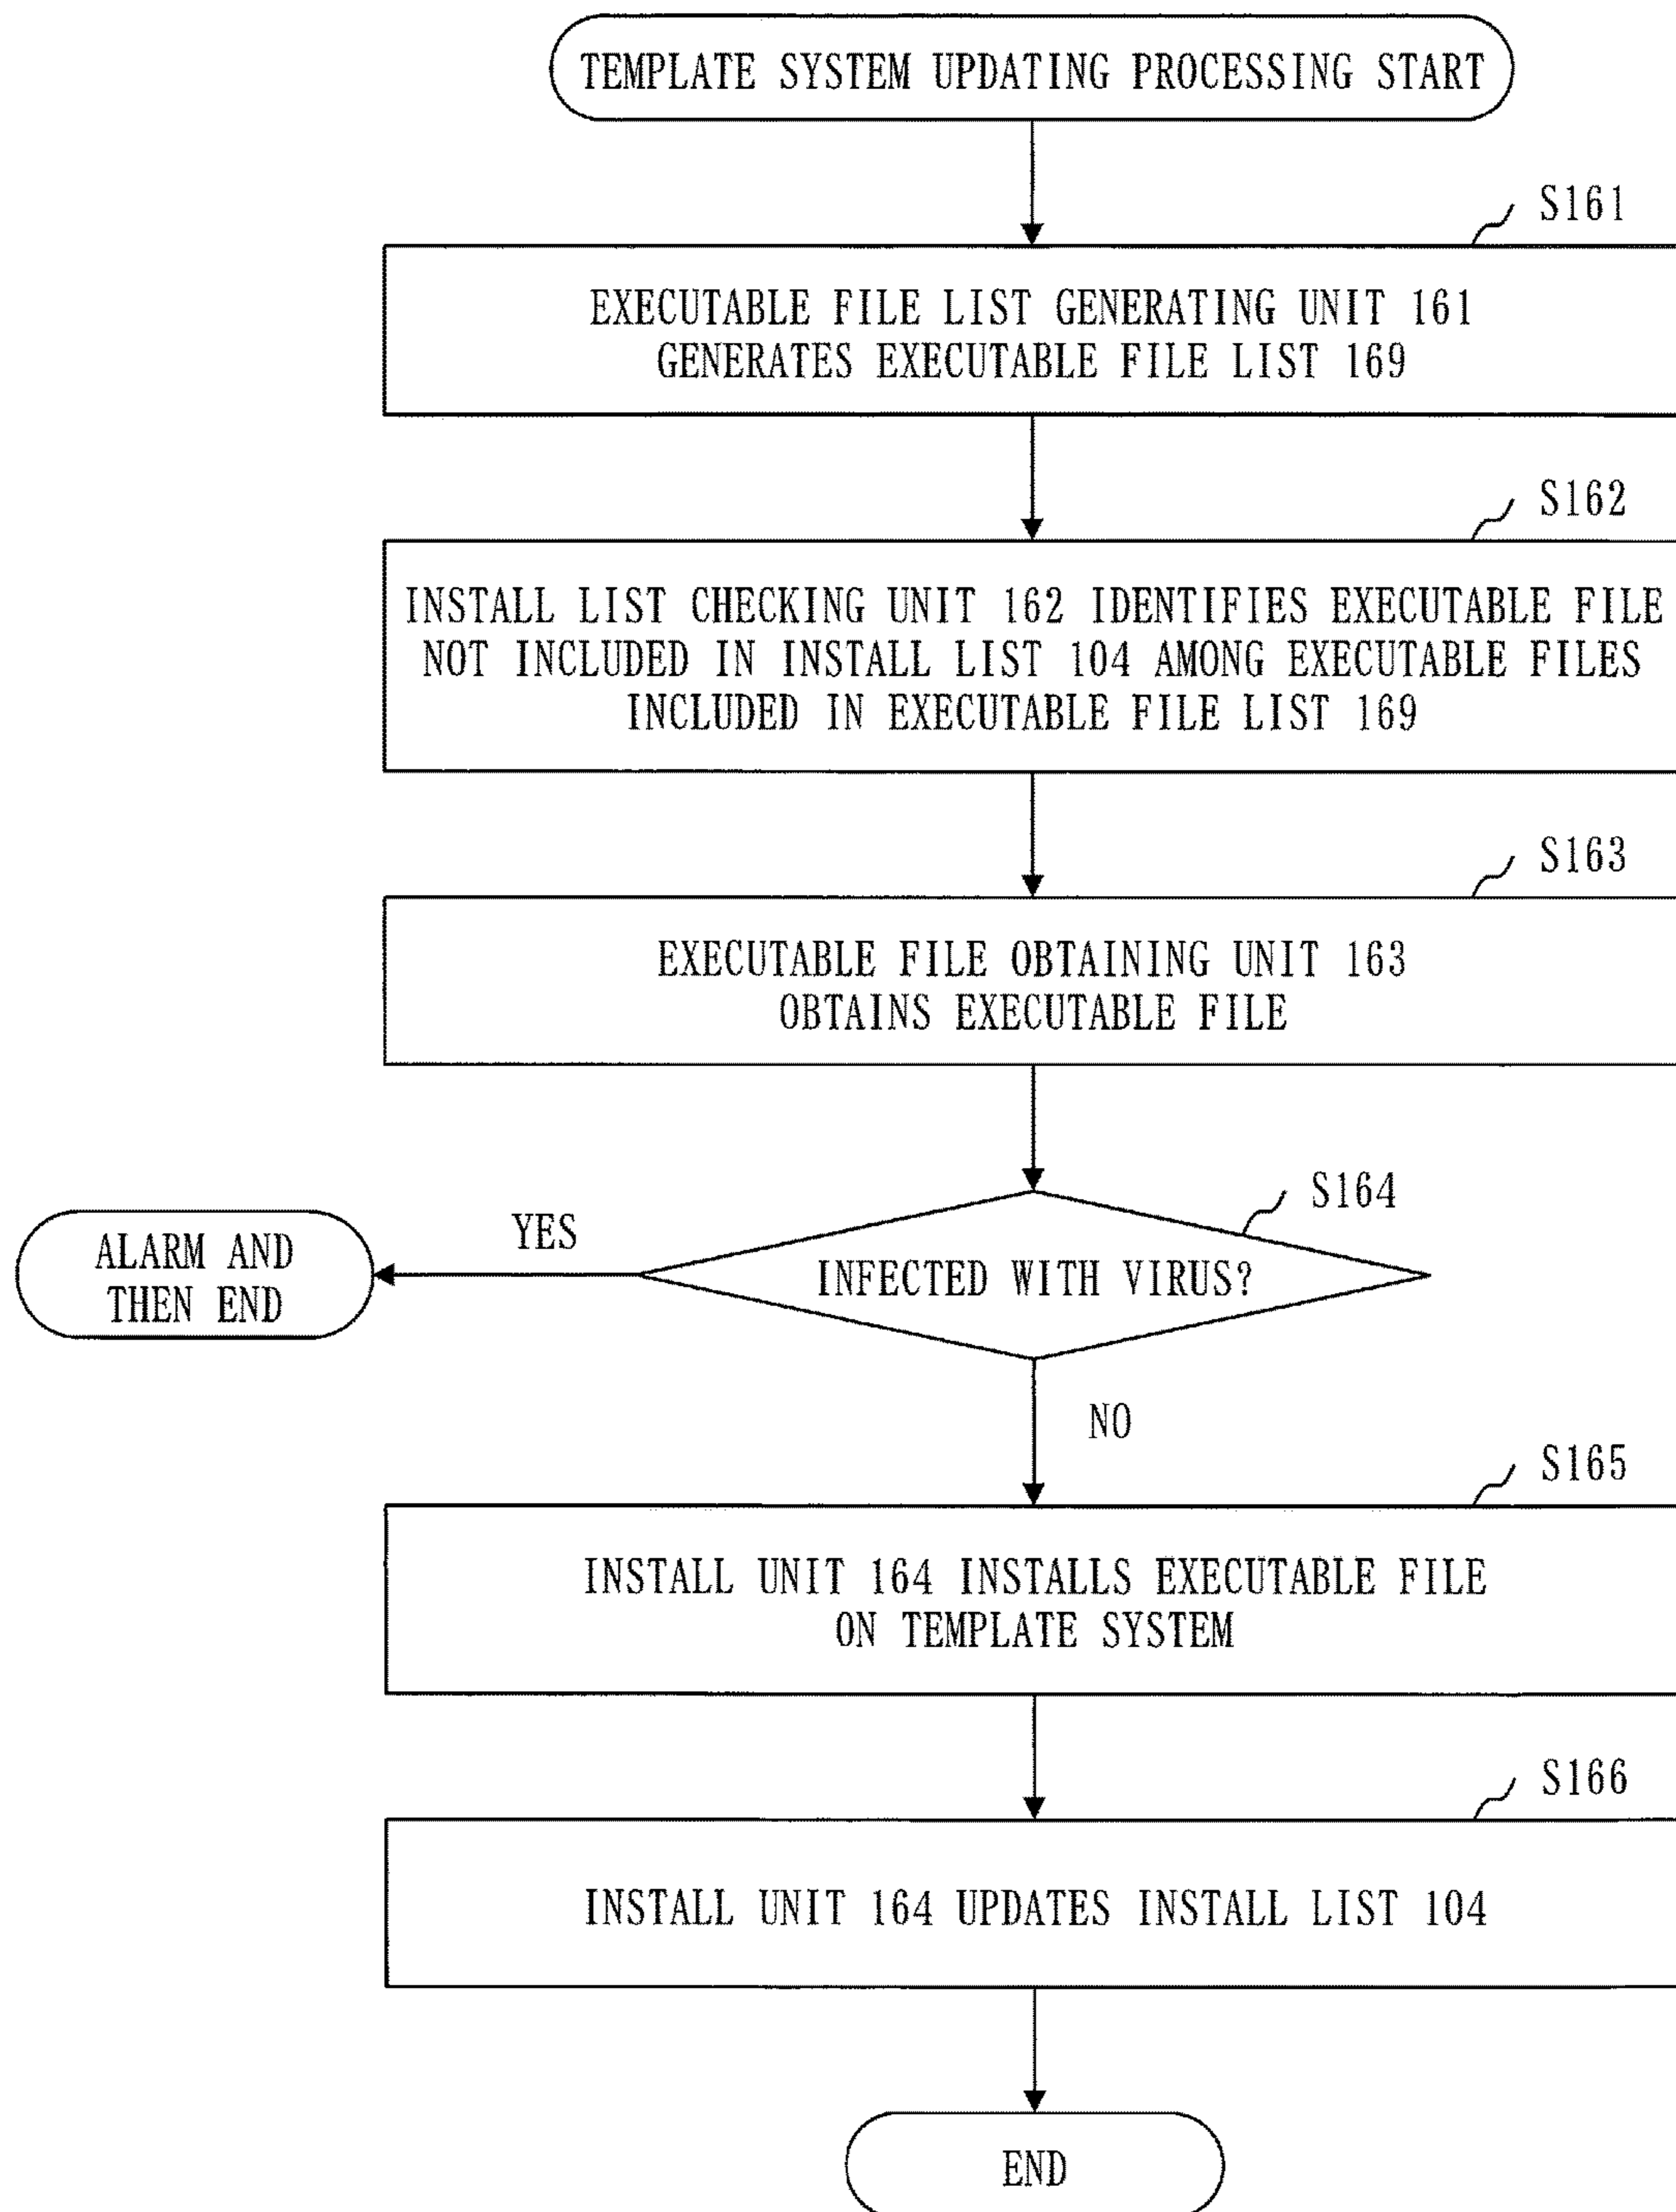 TEMPLATE SYSTEM UPDATING PROCESSING START
S161
EXECUTABLE FILE LIST GENERATING UNIT 161
GENERATES EXECUTABLE FILE LIST 169
S162
INSTALL LIST CHECKING UNIT 162 IDENTIFIES EXECUTABLE FILE
NOT INCLUDED IN INSTALL LIST 104 AMONG EXECUTABLE FILES
INCLUDED IN EXECUTABLE FILE LIST 169
S163
EXECUTABLE FILE OBTAINING UNIT 163
OBTAINS EXECUTABLE FILE
S164
INFECTED WITH VIRUS?
YES
ALARM AND
THEN END
NO
S165
INSTALL UNIT 164 INSTALLS EXECUTABLE FILE
ON TEMPLATE SYSTEM
S166
INSTALL UNIT 164 UPDATES INSTALL LIST 104
END